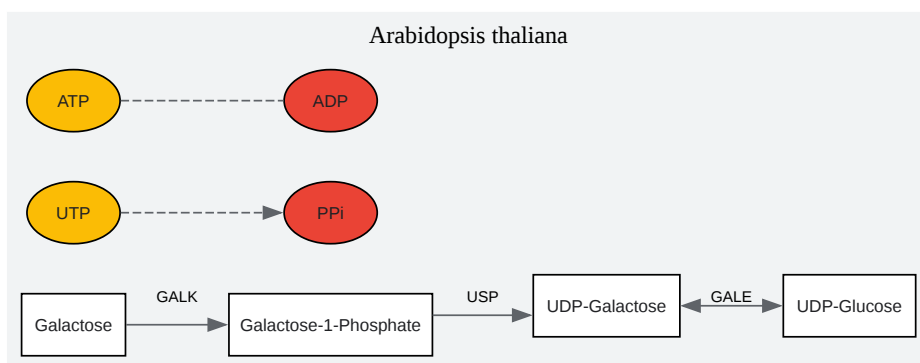 Arabidopsis thaliana
ATP
ADP
UTP
PPi
GALK
USP
GALE
Galactose
Galactose-1-Phosphate
UDP-Galactose
UDP-Glucose